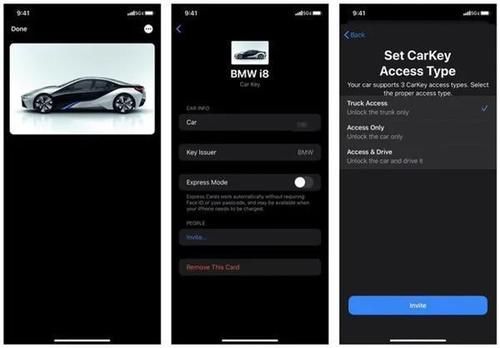 9:41
5G
Done
9:41
5G
BMW i8
Car Key
CAR INFO
Car
Key Issuer
BMW
Express Mode
Express Cards work automatically without requiring
Face ID or your passcode, and may be available when
your iPhone needs to be charged.
PEOPLE
Invite...
Remove This Card
9:41
5G
Back
Set CarKey
Access Type
Your car supports 3 CarKey access types. Select
the proper access type.
Truck Access
Unlock the trunk only
Access Only
Unlock the car only
Access & Drive
Unlock the car and drive it
Invite